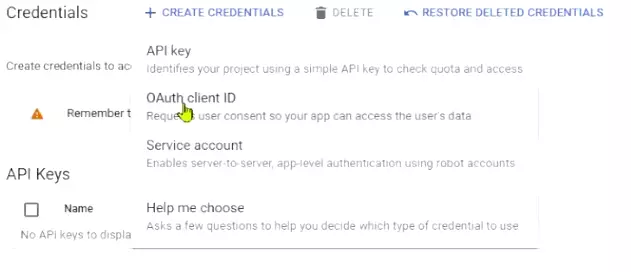 Credentials + CREATE CREDENTIALS DELETE RESTORE DELETED CREDENTIALS
API key
Create credentials to ac Identifies your project using a simple API key to check quota and access
OAuth client ID
Remember t user consent so your app can access the user's data
Service account
Enables server-to-server, app-level authentication using robot accounts
API Keys
Name Help me choose
No API keys to displa Asks a few questions to help you decide which type of credential to use